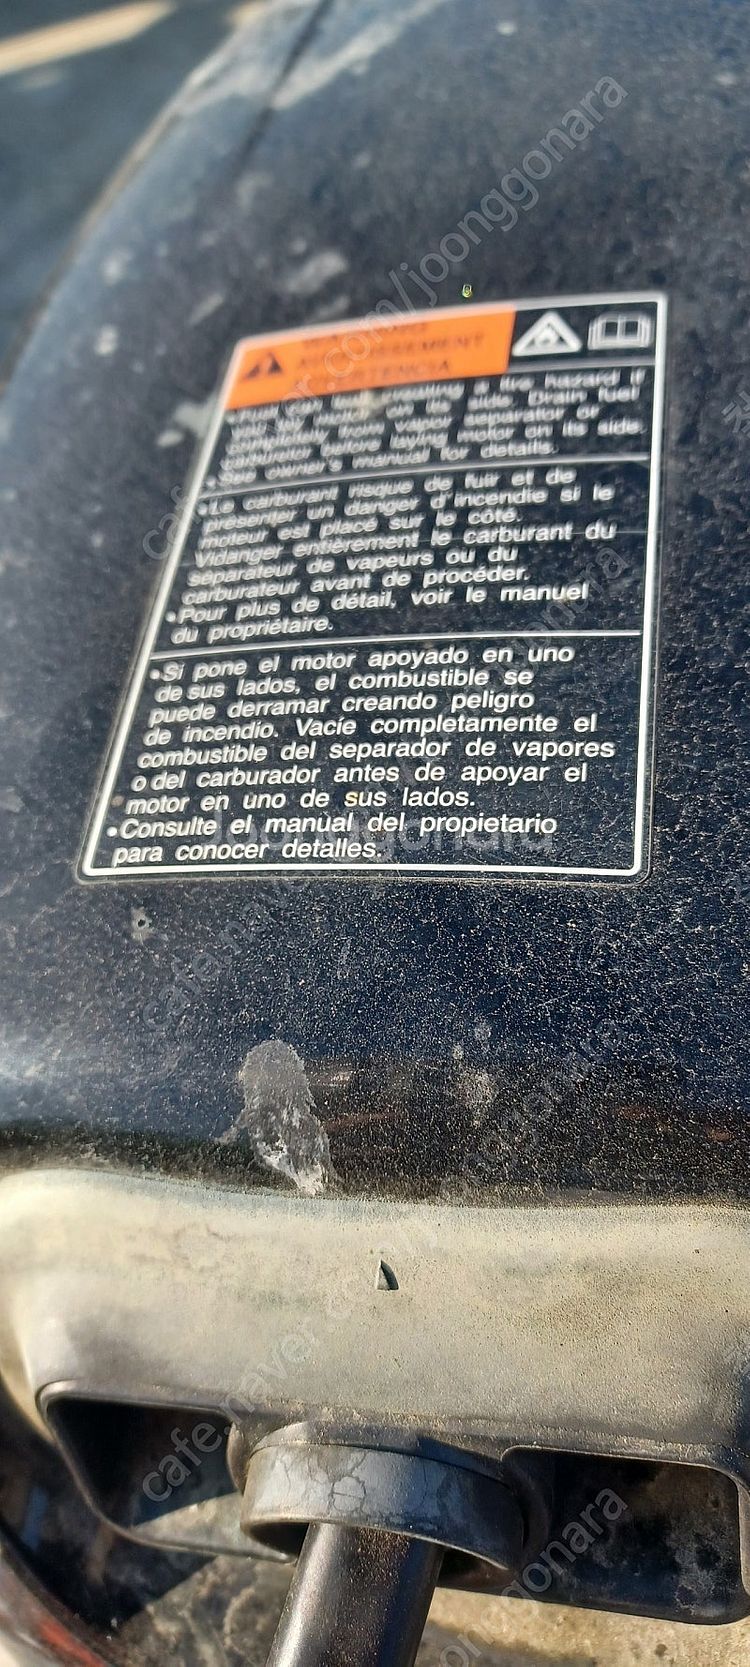 WARNING
AVERTISSEMENT
ADVERTENCIA
a fire hazard if
you lay motor on its side. Drain fuel
completely from vapor separator or
carburetor before laying motor on its side.
•See owner's manual for details.
•Le carburant risque de fuir et de
présenter un danger d'incendie si le
moteur est placé sur le côté.
Vidanger entièrement le carburant du
séparateur de vapeurs ou du
carburateur avant de procéder.
•Pour plus de détail, voir le manuel
du propriétaire.
•Si pone el motor apoyado en uno
de sus lados, el combustible se
puede derramar creando peligro
de incendio. Vacíe completamente el
combustible del separador de vapores
o del carburador antes de apoyar el
motor en uno de sus lados.
•Consulte el manual del propietario
para conocer detalles.
cafe.naver.com/joonggonara
joonggonara